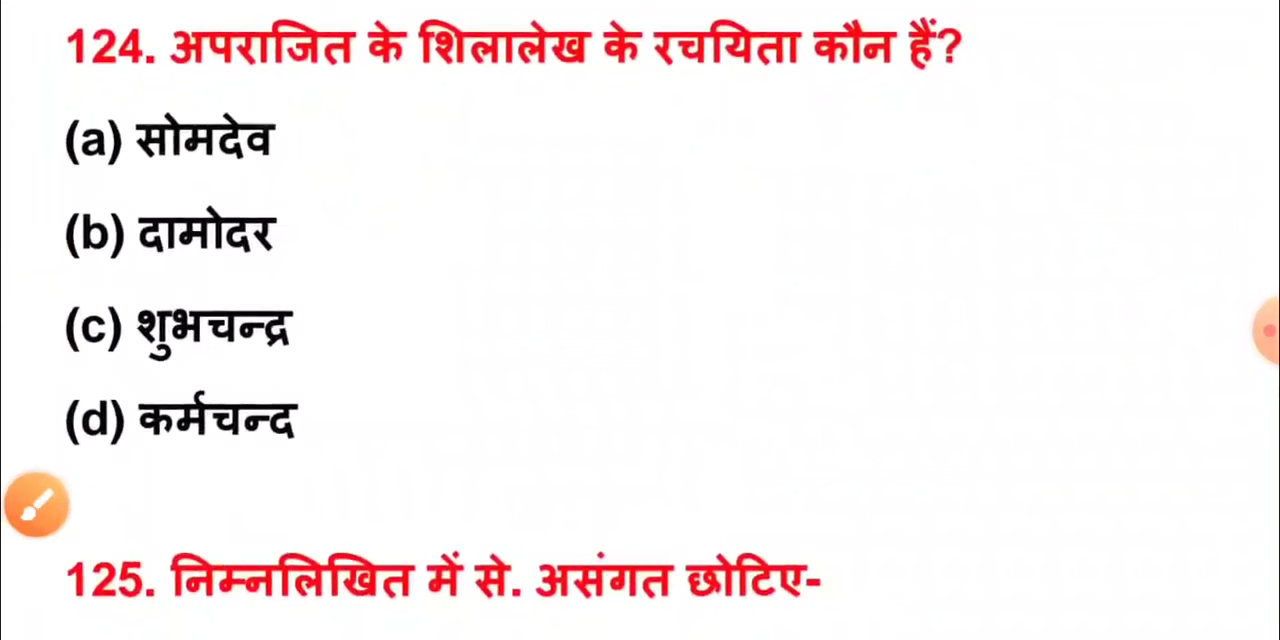 124. अपराजित के शिलालेख के रचयिता कौन हैं?
(a) सोमदेव
(b) दामोदर
(c) शुभचन्द्र
(d) कर्मचन्द
125. निम्नलिखित में से. असंगत छोटिए-